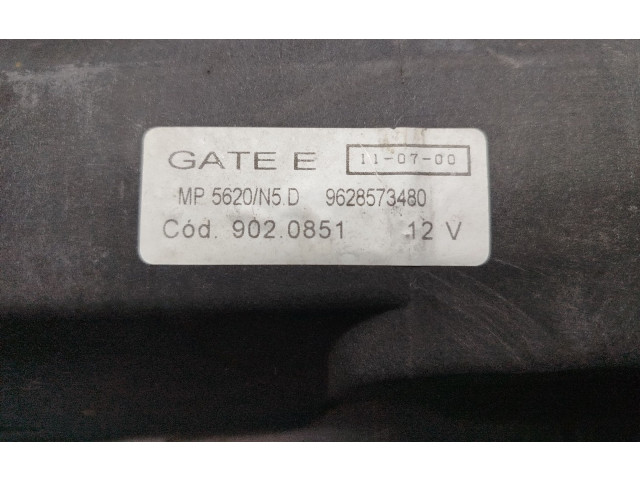 GATE E 11-07-00
MP 5620/N5.D 9628573480
Cód. 902.0851 12 V